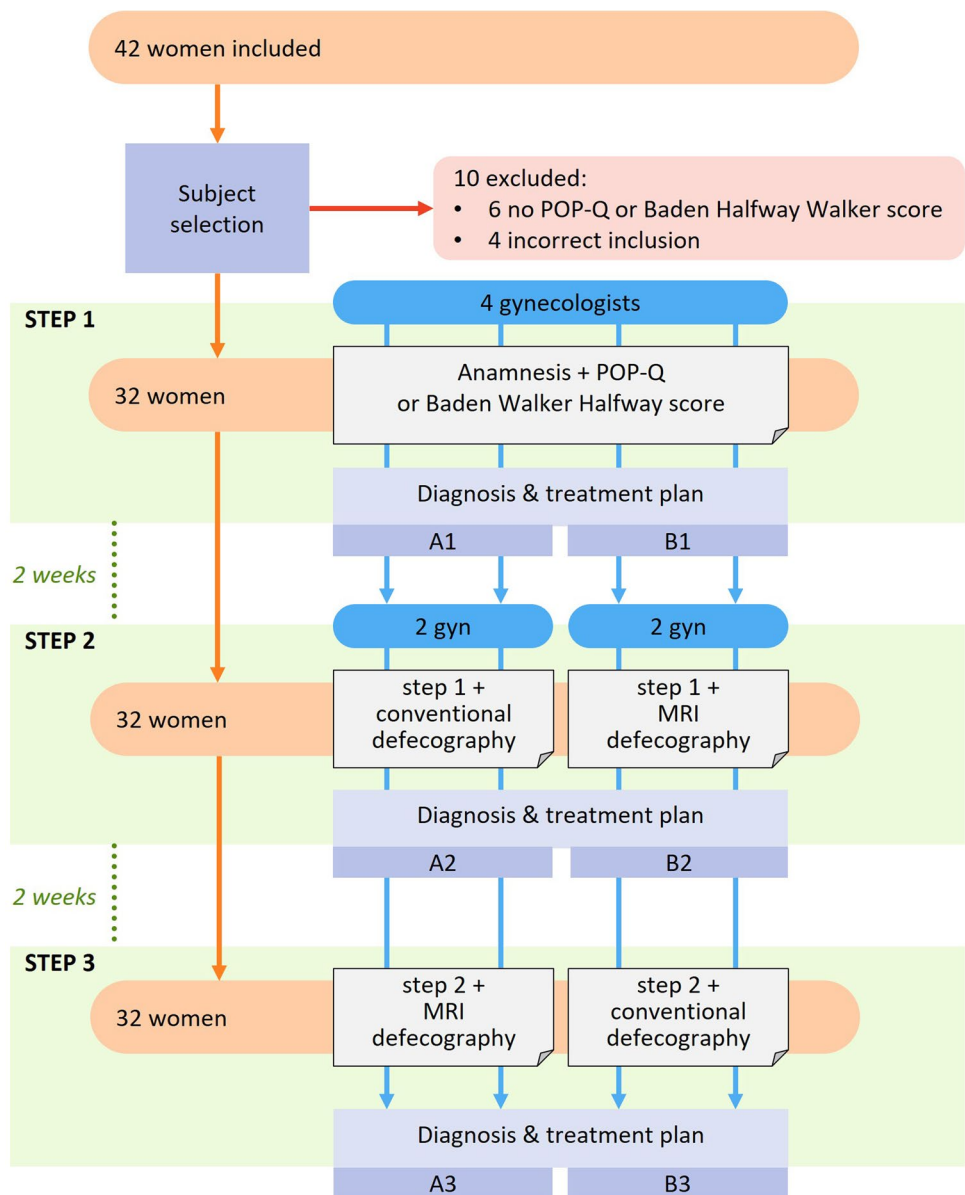 42 women included
Subject
selection
10 excluded:
• 6 no POP-Q or Baden Halfway Walker score
• 4 incorrect inclusion
STEP 1
4 gynecologists
32 women
Anamnesis + POP-Q
or Baden Walker Halfway score
Diagnosis & treatment plan
A1
B1
2 weeks
STEP 2
2 gyn
2 gyn
32 women
step 1 +
conventional
defecography
step 1 +
MRI
defecography
Diagnosis & treatment plan
A2
B2
2 weeks
STEP 3
32 women
step 2 +
MRI
defecography
step 2 +
conventional
defecography
Diagnosis & treatment plan
A3
B3